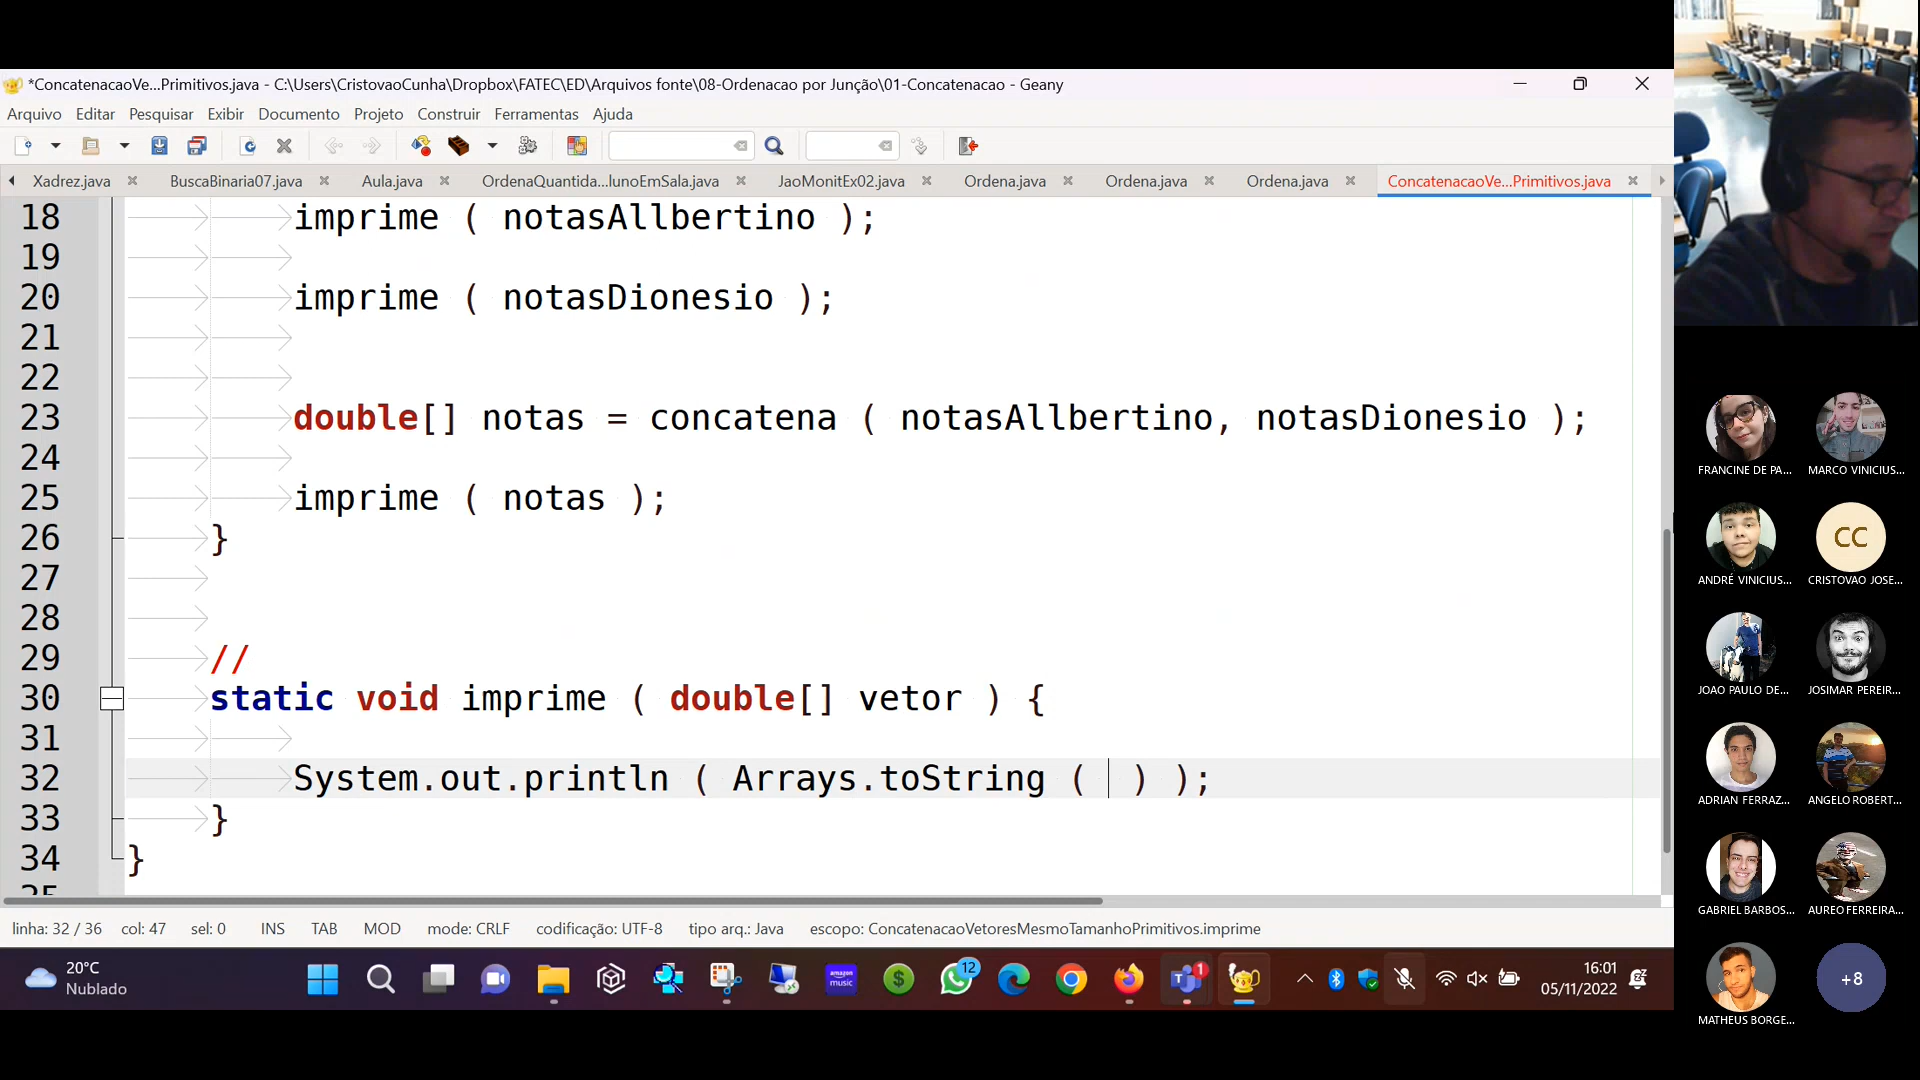 *ConcatenacaoVe...Primitivos.java - C:\Users\CristovaoCunha\Dropbox\FATEC\ED\Arquivos fonte\08-Ordenacao por Junção\01-Concatenacao - Geany
Arquivo Editar Pesquisar Exibir Documento Projeto Construir Ferramentas Ajuda
Xadrez.java BuscaBinaria07.java Aula.java OrdenaQuantida...lunoEmSala.java JaoMonitEx02.java Ordena.java Ordena.java Ordena.java ConcatenacaoVe...Primitivos.java
18 imprime ( notasAllbertino );
19
20 imprime ( notasDionesio );
21
22
23 double[] notas = concatena ( notasAllbertino, notasDionesio );
24
25 imprime ( notas );
26 }
27
28
29 //
30 static void imprime ( double[] vetor ) {
31
32 System.out.println ( Arrays.toString ( ) );
33 }
34 }
35
linha: 32 / 36 col: 47 sel: 0 INS TAB MOD mode: CRLF codificação: UTF-8 tipo arq.: Java escopo: ConcatenacaoVetoresMesmoTamanhoPrimitivos.imprime
20°C
Nublado
amazon music
$
12
1
16:01
05/11/2022
FRANCINE DE PA... MARCO VINICIUS...
CC
ANDRÉ VINICIUS... CRISTOVAO JOSE...
JOAO PAULO DE... JOSIMAR PEREIR...
ADRIAN FERRAZ... ANGELO ROBERT...
GABRIEL BARBOS... AUREO FERREIRA...
+8
MATHEUS BORGE...